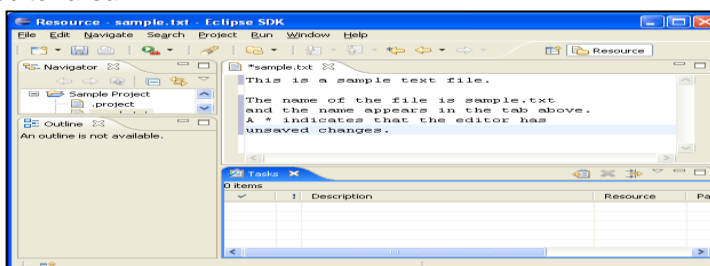 Resource - sample.txt - Eclipse SDK
File Edit Navigate Search Project Run Window Help
Resource
Navigator
*sample.txt
This is a sample text file.
Sample Project
.project
The name of the file is sample.txt
and the name appears in the tab above.
A * indicates that the editor has
unsaved changes.
Outline
An outline is not available.
Tasks
0 items
! Description Resource Pa